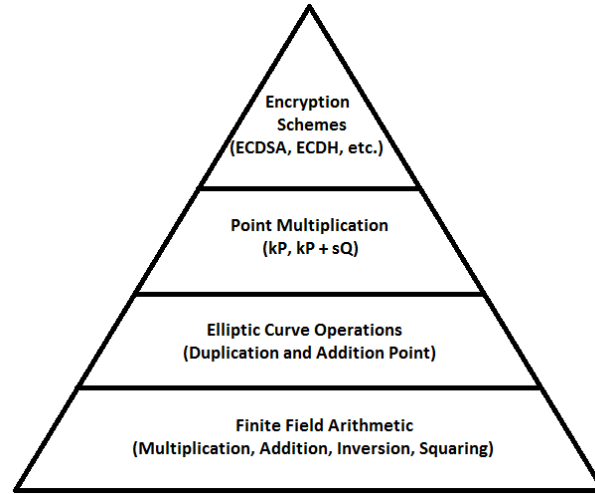 Encryption
Schemes
(ECDSA, ECDH, etc.)
Point Multiplication
(kP, kP + sQ)
Elliptic Curve Operations
(Duplication and Addition Point)
Finite Field Arithmetic
(Multiplication, Addition, Inversion, Squaring)